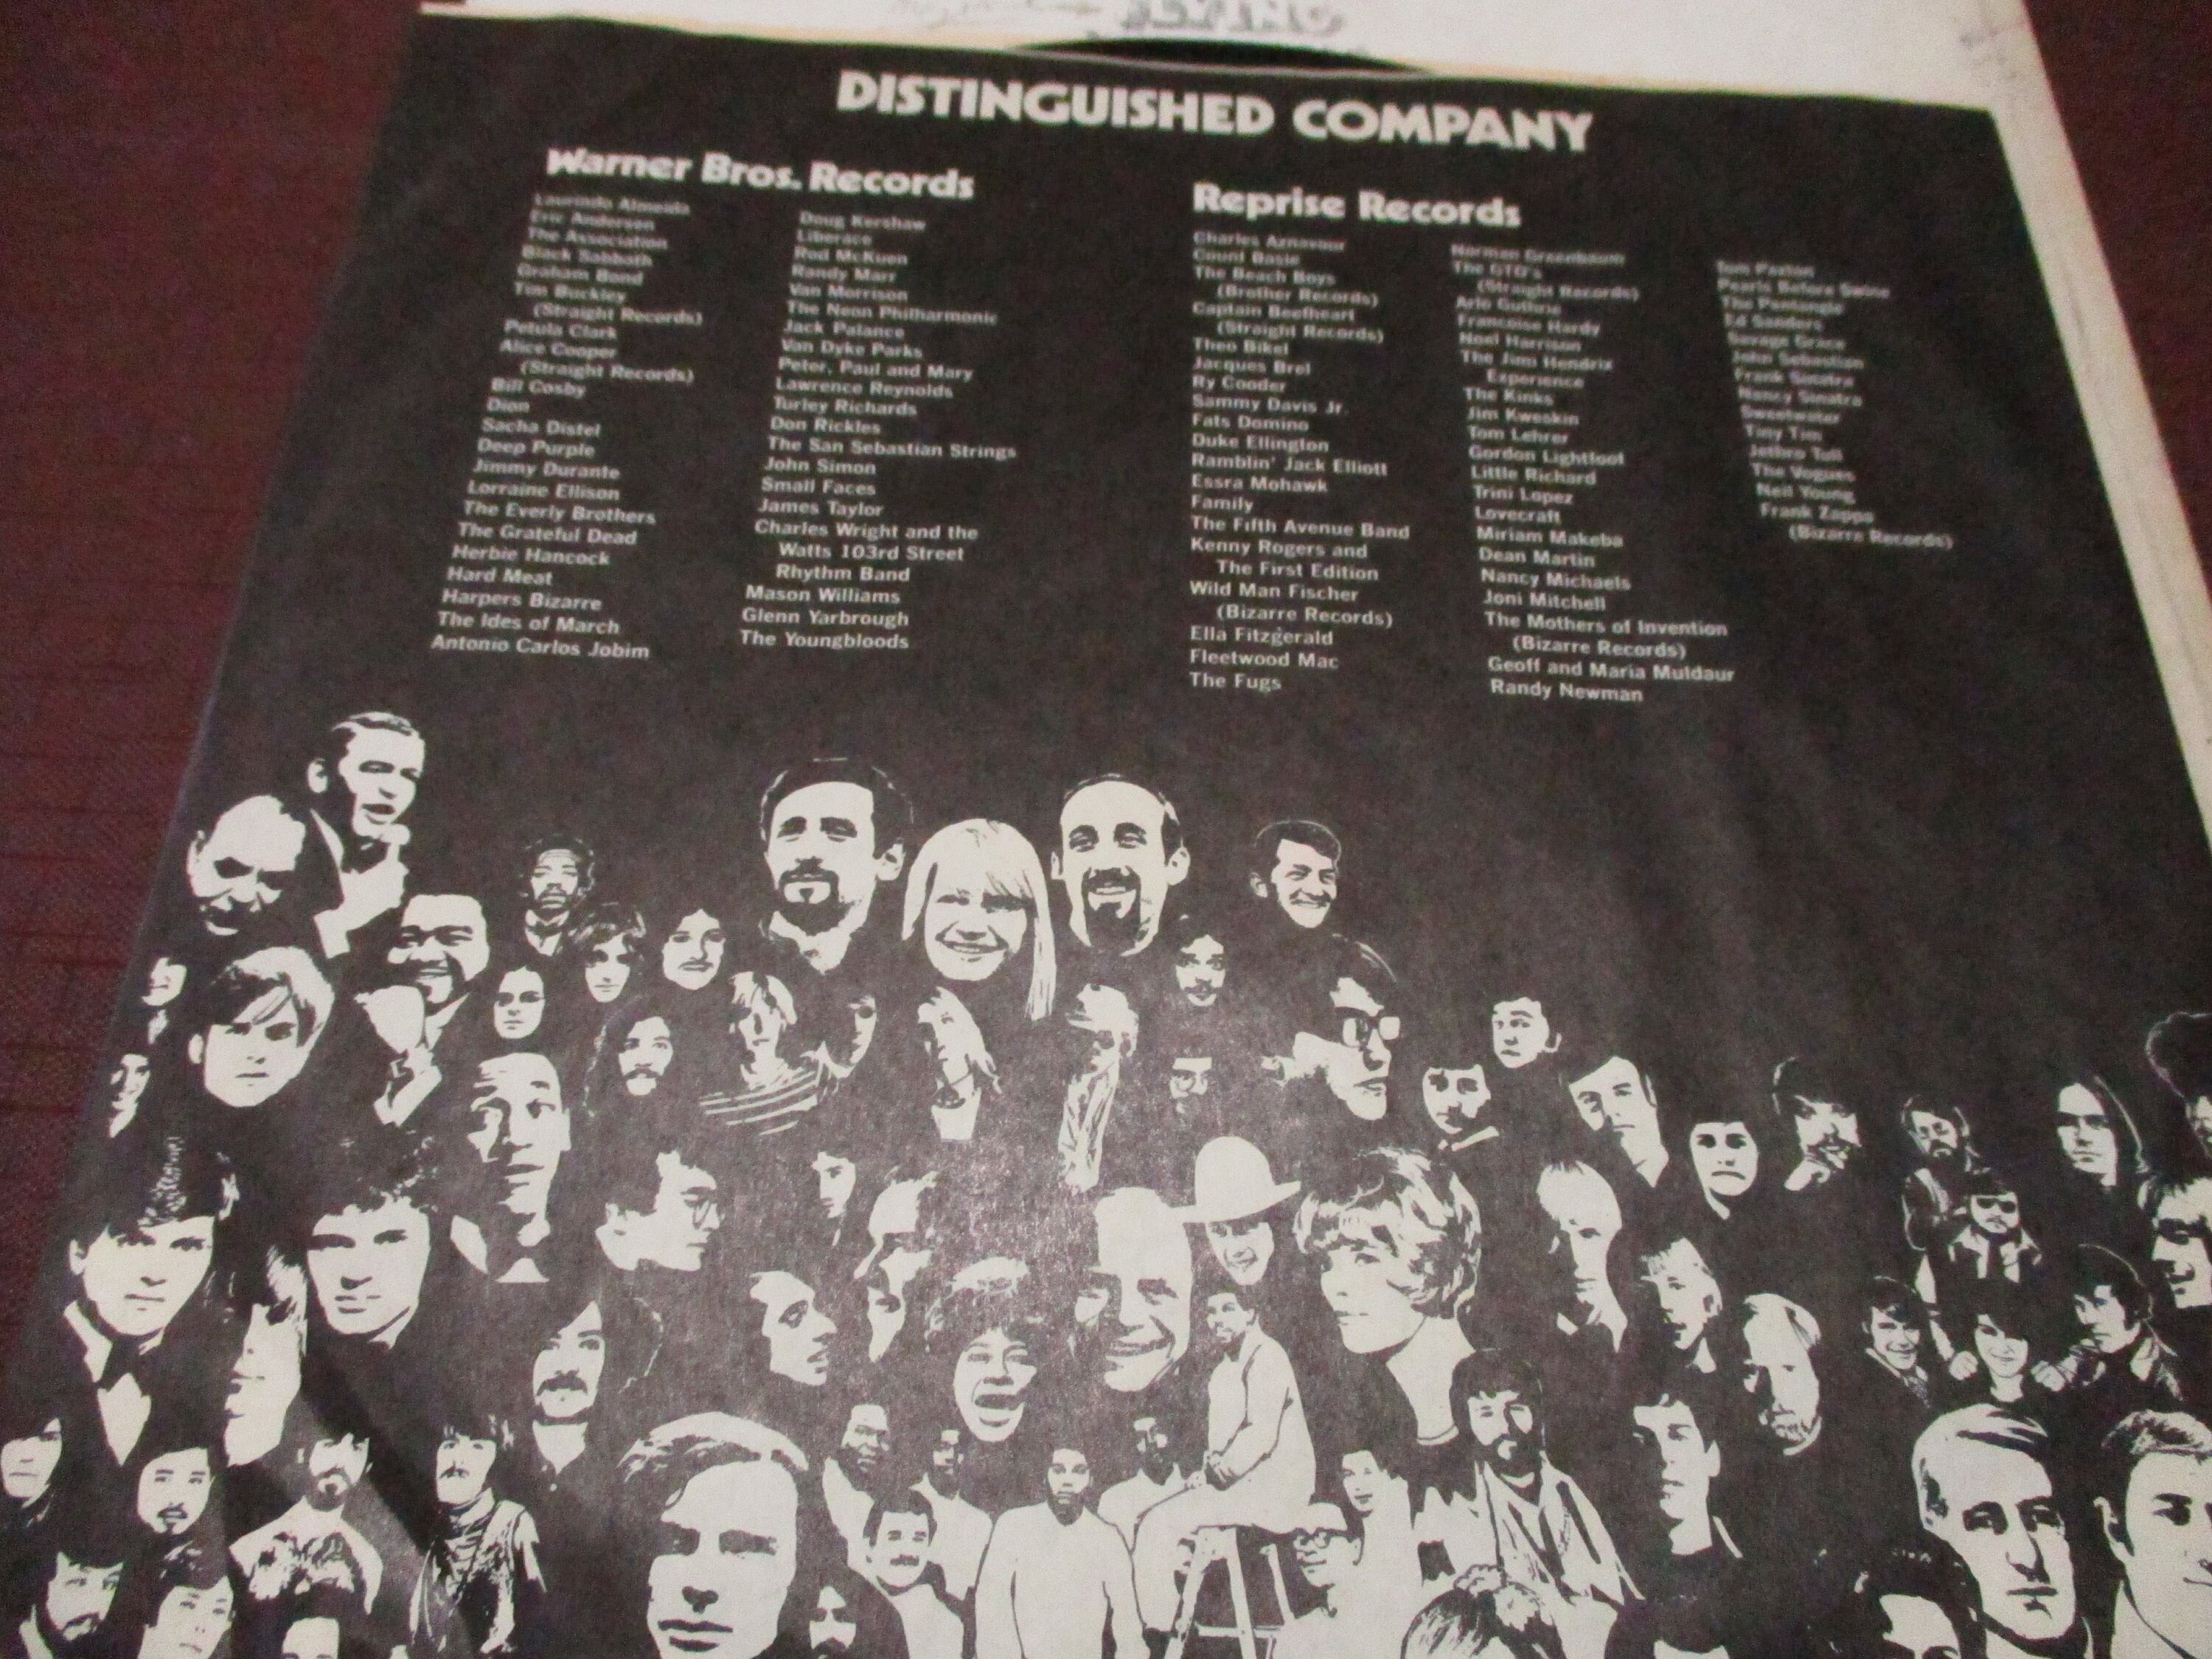 DISTINGUISHED COMPANY
Warner Bros. Records
Laurindo Almeida
Eric Andersen
The Association
Black Sabbath
Graham Bond
Tim Buckley
(Straight Records)
Petula Clark
Alice Cooper
(Straight Records)
Bill Cosby
Dion
Sacha Distel
Deep Purple
Jimmy Durante
Lorraine Ellison
The Everly Brothers
The Grateful Dead
Herbie Hancock
Hard Meat
Harpers Bizarre
The Ides of March
Antonio Carlos Jobim
Doug Kershaw
Liberace
Rod McKuen
Randy Marr
Van Morrison
The Neon Philharmonic
Jack Palance
Van Dyke Parks
Peter, Paul and Mary
Lawrence Reynolds
Turley Richards
Don Rickles
The San Sebastian Strings
John Simon
Small Faces
James Taylor
Charles Wright and the
Watts 103rd Street
Rhythm Band
Mason Williams
Glenn Yarbrough
The Youngbloods
Reprise Records
Charles Aznavour
Count Basie
The Beach Boys
(Brother Records)
Captain Beefheart
(Straight Records)
Theo Bikel
Jacques Brel
Ry Cooder
Sammy Davis Jr.
Fats Domino
Duke Ellington
Ramblin' Jack Elliott
Essra Mohawk
Family
The Fifth Avenue Band
Kenny Rogers and
The First Edition
Wild Man Fischer
(Bizarre Records)
Ella Fitzgerald
Fleetwood Mac
The Fugs
Norman Greenbaum
The GTO's
(Straight Records)
Arlo Guthrie
Francoise Hardy
Noel Harrison
The Jimi Hendrix
Experience
The Kinks
Jim Kweskin
Tom Lehrer
Gordon Lightfoot
Little Richard
Trini Lopez
Lovecraft
Miriam Makeba
Dean Martin
Nancy Michaels
Joni Mitchell
The Mothers of Invention
(Bizarre Records)
Geoff and Maria Muldaur
Randy Newman
Tom Paxton
Pearls Before Swine
The Pentangle
Ed Sanders
Savage Grace
John Sebastian
Frank Sinatra
Nancy Sinatra
Sweetwater
Tiny Tim
Jethro Tull
The Vogues
Neil Young
Frank Zappa
(Bizarre Records)